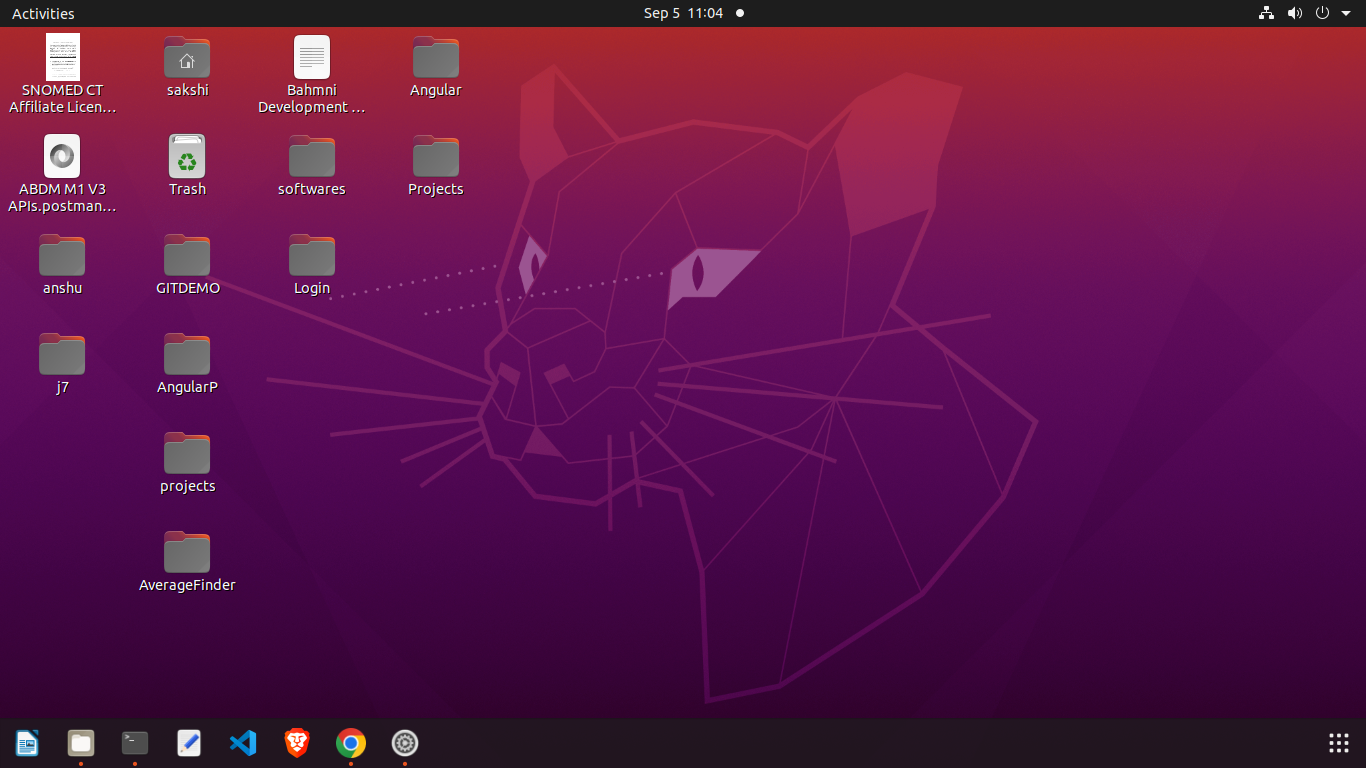 Activities
Sep 5 11:04
SNOMED CT
Affiliate Licen...
sakshi
Bahmni
Development ...
Angular
ABDM M1 V3
APIs.postman...
Trash
softwares
Projects
anshu
GITDEMO
Login
j7
AngularP
projects
AverageFinder